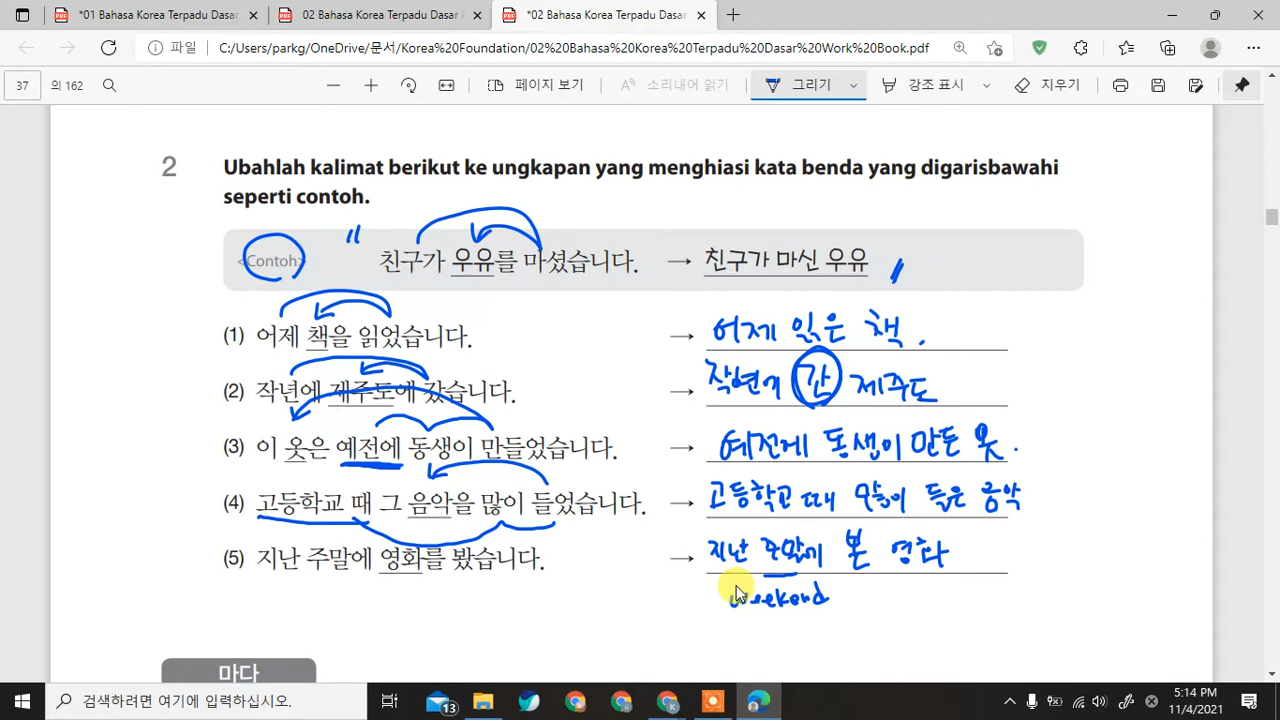 *01 Bahasa Korea Terpadu Dasar
02 Bahasa Korea Terpadu Dasar
*02 Bahasa Korea Terpadu Dasar
파일
C:/Users/parkg/OneDrive/문서/Korea%20Foundation/02%20Bahasa%20Korea%20Terpadu%20Dasar%20Work%20Book.pdf
37 의 162
페이지 보기
소리내어 읽기
그리기
강조 표시
지우기
2 Ubahlah kalimat berikut ke ungkapan yang menghiasi kata benda yang digarisbawahi
seperti contoh.
<Contoh> 친구가 우유를 마셨습니다. → 친구가 마신 우유
(1) 어제 책을 읽었습니다. → 어제 읽은 책.
(2) 작년에 제주도에 갔습니다. → 작년에 간 제주도
(3) 이 옷은 예전에 동생이 만들었습니다. → 예전에 동생이 만든 옷.
(4) 고등학교 때 그 음악을 많이 들었습니다. → 고등학교 때 많이 들은 음악
(5) 지난 주말에 영화를 봤습니다. → 지난 주말에 본 영화
weekend
마다
검색하려면 여기에 입력하십시오.
13
5:14 PM
11/4/2021